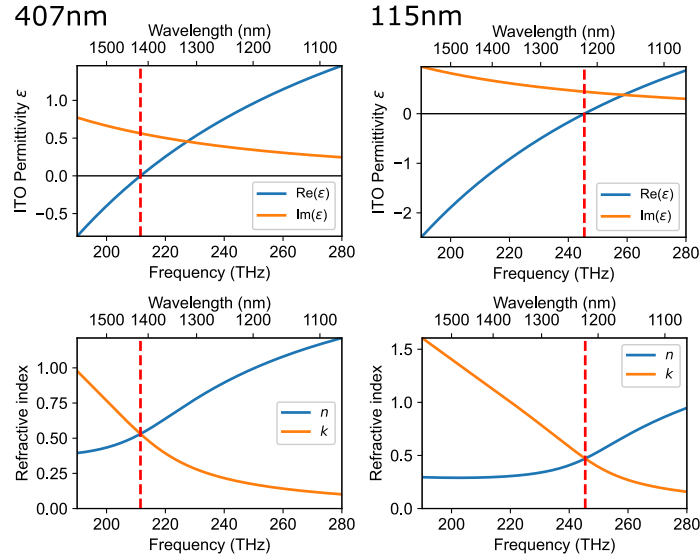 407nm
115nm
Wavelength (nm)
1500 1400 1300 1200 1100
ITO Permittivity ε
1.0
0.5
0.0
−0.5
Re(ε)
Im(ε)
200 220 240 260 280
Frequency (THz)
Wavelength (nm)
1500 1400 1300 1200 1100
ITO Permittivity ε
0
−1
−2
Re(ε)
Im(ε)
200 220 240 260 280
Frequency (THz)
Wavelength (nm)
1500 1400 1300 1200 1100
Refractive index
1.00
0.75
0.50
0.25
0.00
n
k
200 220 240 260 280
Frequency (THz)
Wavelength (nm)
1500 1400 1300 1200 1100
Refractive index
1.5
1.0
0.5
0.0
n
k
200 220 240 260 280
Frequency (THz)